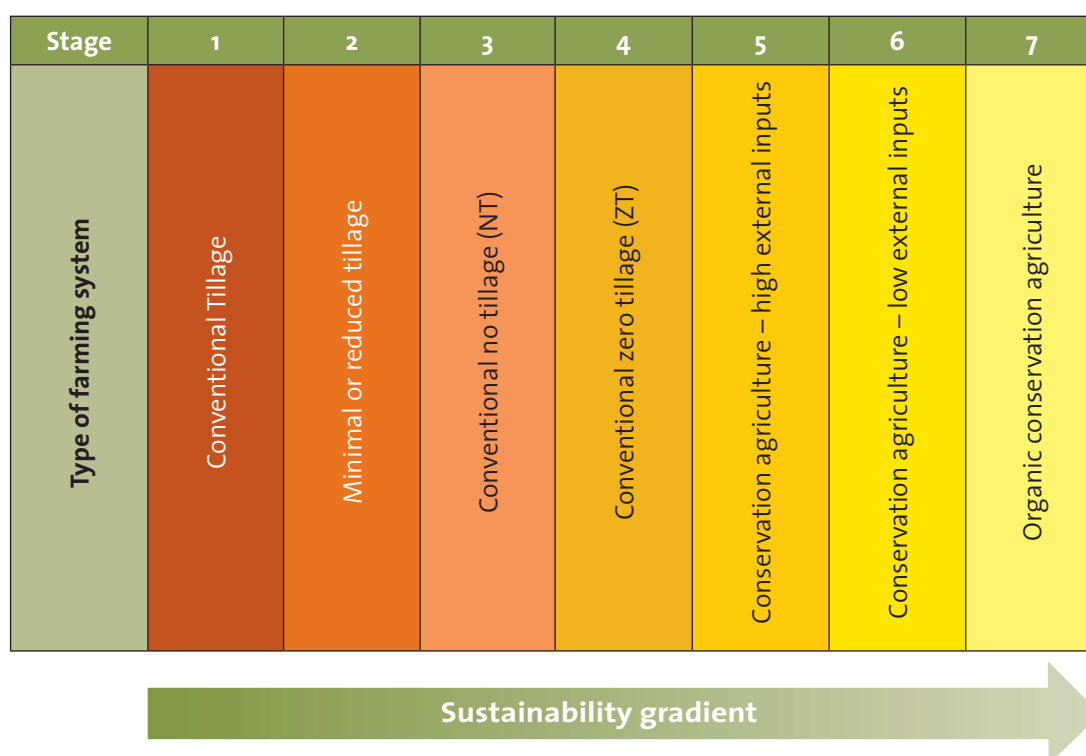 Stage 1 2 3 4 5 6 7
Type of farming system
Conventional Tillage
Minimal or reduced tillage
Conventional no tillage (NT)
Conventional zero tillage (ZT)
Conservation agriculture – high external inputs
Conservation agriculture – low external inputs
Organic conservation agriculture
Sustainability gradient